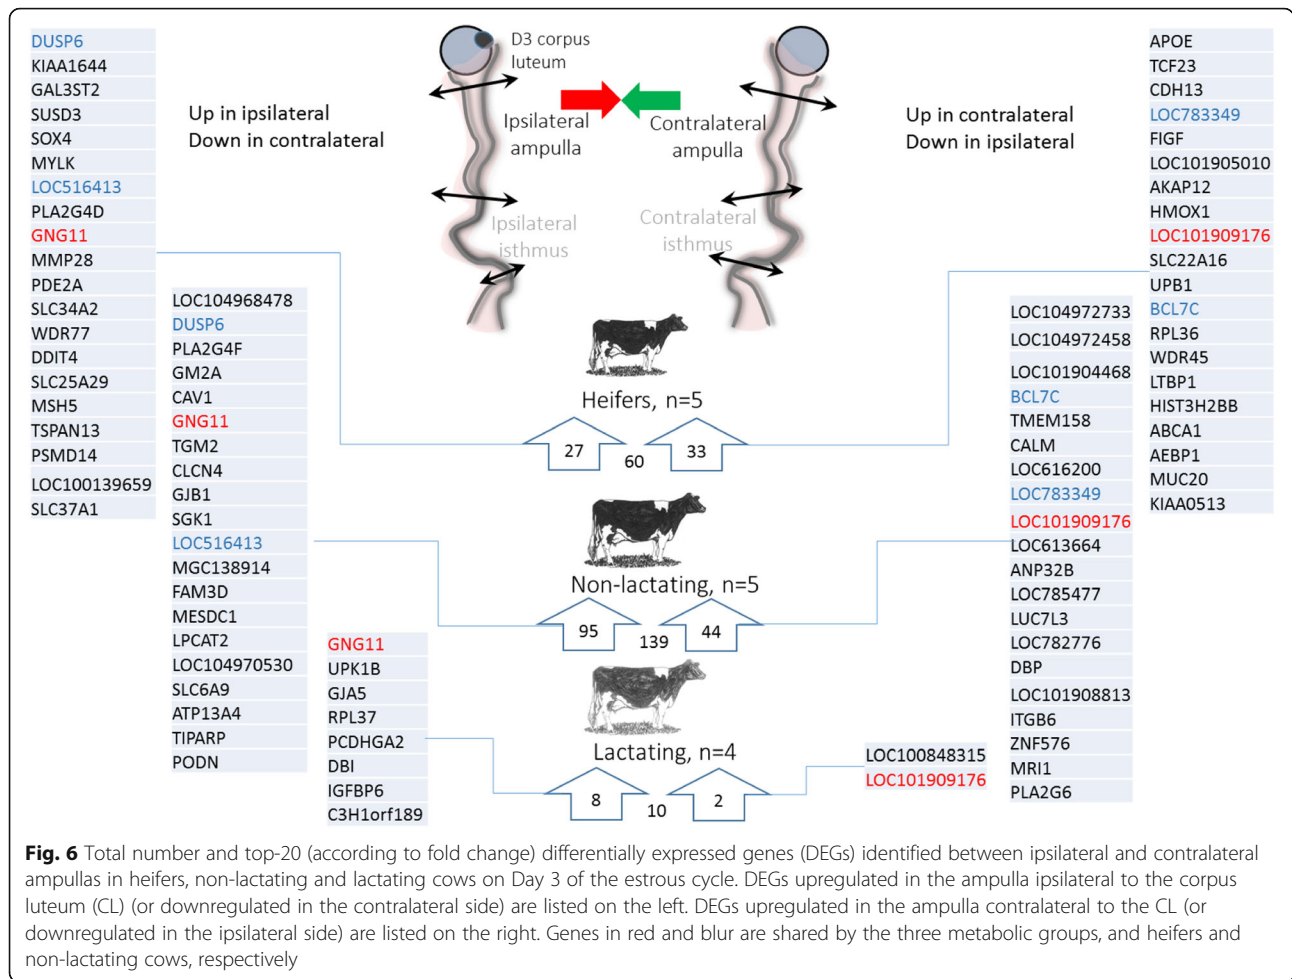 DUSP6
KIAA1644
GAL3ST2
SUSD3
SOX4
MYLK
LOC516413
PLA2G4D
GNG11
MMP28
PDE2A
SLC34A2
WDR77
DDIT4
SLC25A29
MSH5
TSPAN13
PSMD14
LOC100139659
SLC37A1
Up in ipsilateral
Down in contralateral
D3 corpus
luteum
Ipsilateral
ampulla
Contralateral
ampulla
Ipsilateral
isthmus
Contralateral
isthmus
Up in contralateral
Down in ipsilateral
APOE
TCF23
CDH13
LOC783349
FIGF
LOC101905010
AKAP12
HMOX1
LOC101909176
SLC22A16
UPB1
BCL7C
RPL36
WDR45
LTBP1
HIST3H2BB
ABCA1
AEBP1
MUC20
KIAA0513
Heifers, n=5
27
60
33
LOC104968478
DUSP6
PLA2G4F
GM2A
CAV1
GNG11
TGM2
CLCN4
GJB1
SGK1
LOC516413
MGC138914
FAM3D
MESDC1
LPCAT2
LOC104970530
SLC6A9
ATP13A4
TIPARP
PODN
Non-lactating, n=5
95
139
44
LOC104972733
LOC104972458
LOC101904468
BCL7C
TMEM158
CALM
LOC616200
LOC783349
LOC101909176
LOC613664
ANP32B
LOC785477
LUC7L3
LOC782776
DBP
LOC101908813
ITGB6
ZNF576
MRI1
PLA2G6
GNG11
UPK1B
GJA5
RPL37
PCDHGA2
DBI
IGFBP6
C3H1orf189
Lactating, n=4
8
10
2
LOC100848315
LOC101909176
Fig. 6 Total number and top-20 (according to fold change) differentially expressed genes (DEGs) identified between ipsilateral and contralateral
ampullas in heifers, non-lactating and lactating cows on Day 3 of the estrous cycle. DEGs upregulated in the ampulla ipsilateral to the corpus
luteum (CL) (or downregulated in the contralateral side) are listed on the left. DEGs upregulated in the ampulla contralateral to the CL (or
downregulated in the ipsilateral side) are listed on the right. Genes in red and blur are shared by the three metabolic groups, and heifers and
non-lactating cows, respectively